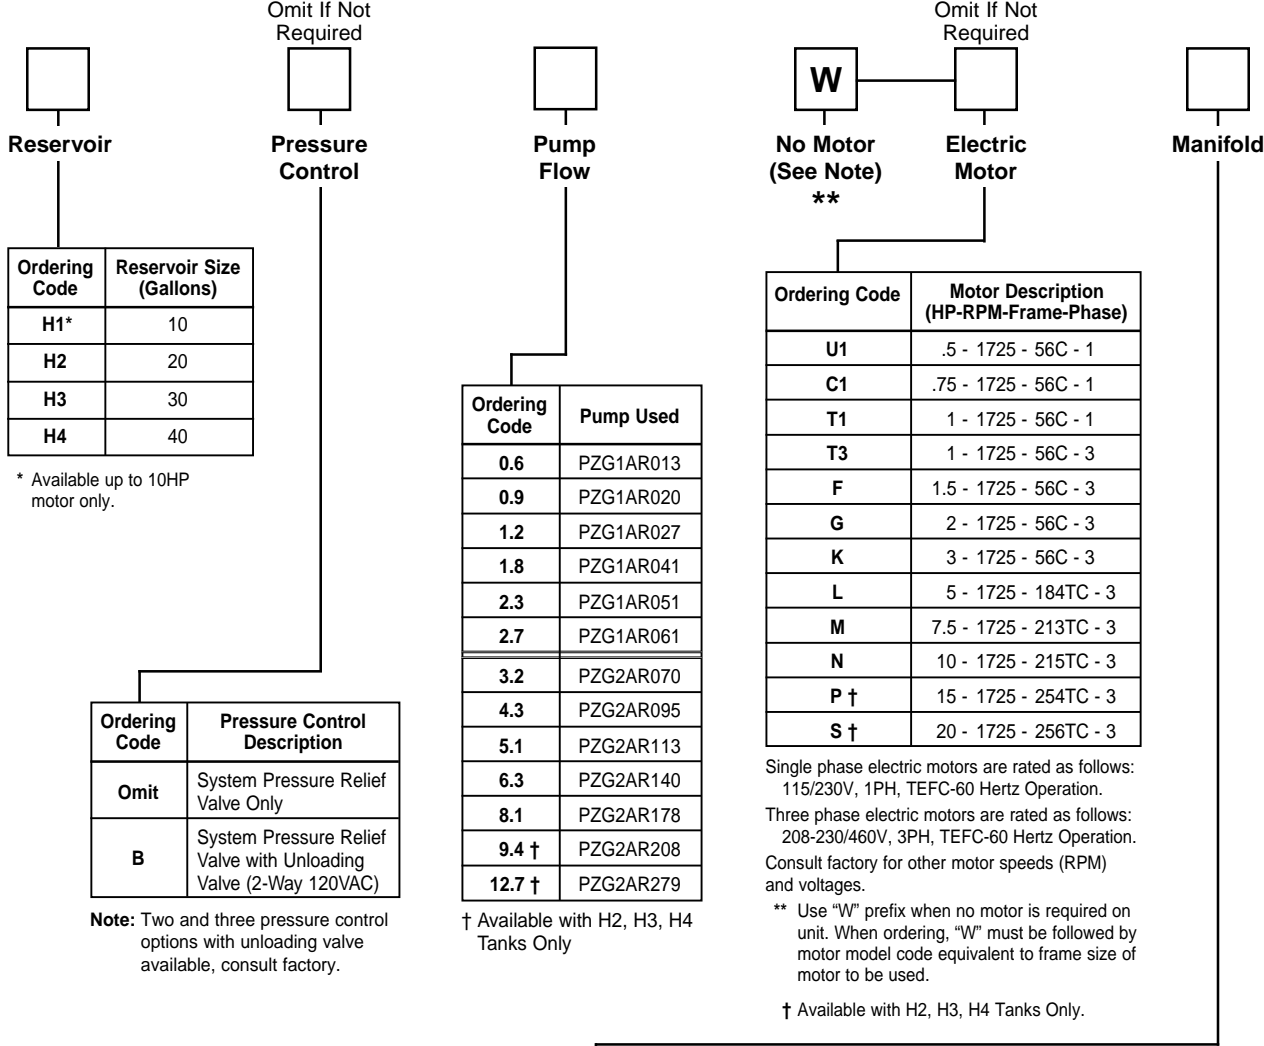 Omit If Not
Required
Omit If Not
Required
W
Reservoir
Pressure
Control
Pump
Flow
No Motor
(See Note)
**
Electric
Motor
Manifold
Ordering
Code
Reservoir Size
(Gallons)
H1* 10
H2 20
H3 30
H4 40
* Available up to 10HP
motor only.
Ordering
Code
Pressure Control
Description
Omit
System Pressure Relief
Valve Only
B
System Pressure Relief
Valve with Unloading
Valve (2-Way 120VAC)
Note: Two and three pressure control
options with unloading valve
available, consult factory.
Ordering
Code
Pump Used
0.6 PZG1AR013
0.9 PZG1AR020
1.2 PZG1AR027
1.8 PZG1AR041
2.3 PZG1AR051
2.7 PZG1AR061
3.2 PZG2AR070
4.3 PZG2AR095
5.1 PZG2AR113
6.3 PZG2AR140
8.1 PZG2AR178
9.4 † PZG2AR208
12.7 † PZG2AR279
† Available with H2, H3, H4
Tanks Only
Ordering Code
Motor Description
(HP-RPM-Frame-Phase)
U1 .5 - 1725 - 56C - 1
C1 .75 - 1725 - 56C - 1
T1 1 - 1725 - 56C - 1
T3 1 - 1725 - 56C - 3
F 1.5 - 1725 - 56C - 3
G 2 - 1725 - 56C - 3
K 3 - 1725 - 56C - 3
L 5 - 1725 - 184TC - 3
M 7.5 - 1725 - 213TC - 3
N 10 - 1725 - 215TC - 3
P † 15 - 1725 - 254TC - 3
S † 20 - 1725 - 256TC - 3
Single phase electric motors are rated as follows:
115/230V, 1PH, TEFC-60 Hertz Operation.
Three phase electric motors are rated as follows:
208-230/460V, 3PH, TEFC-60 Hertz Operation.
Consult factory for other motor speeds (RPM)
and voltages.
** Use “W” prefix when no motor is required on
unit. When ordering, “W” must be followed by
motor model code equivalent to frame size of
motor to be used.
† Available with H2, H3, H4 Tanks Only.